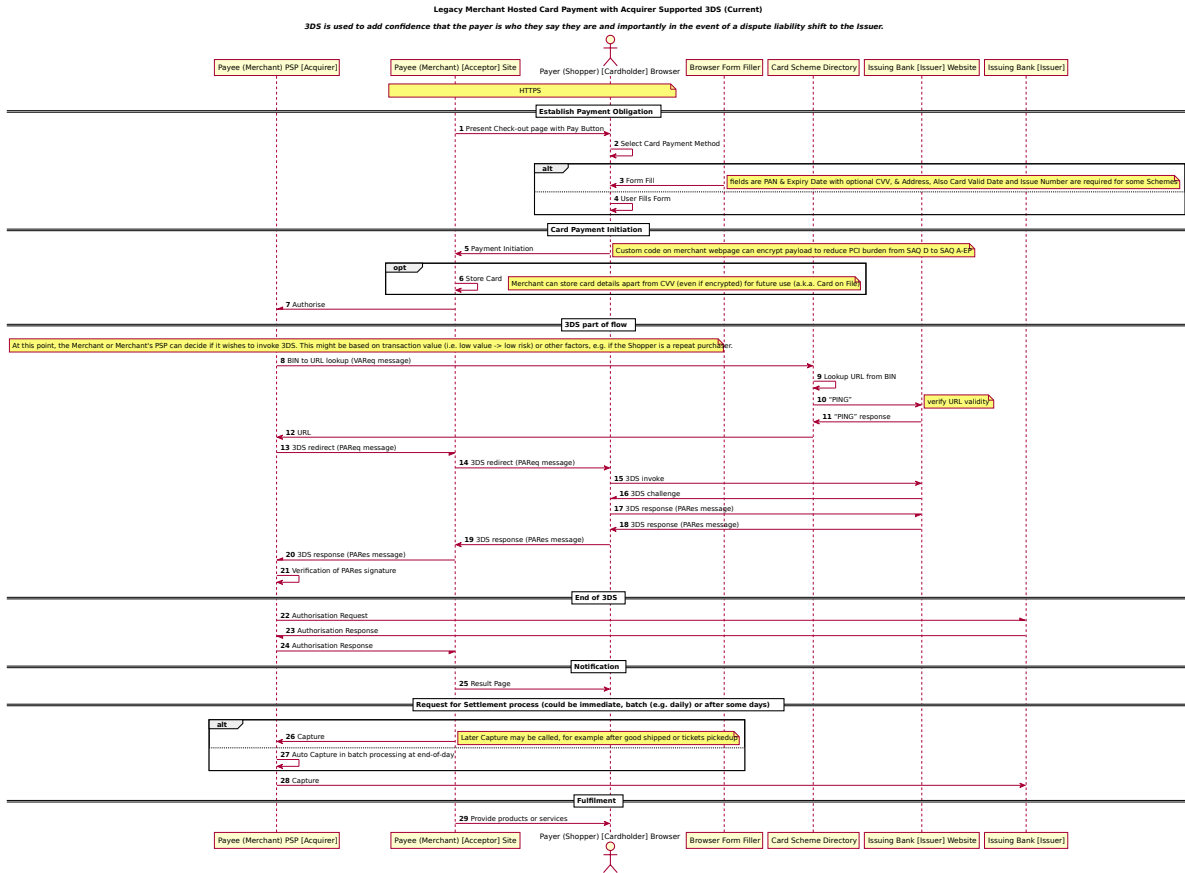 Legacy Merchant Hosted Card Payment with Acquirer Supported 3DS (Current)
3DS is used to add confidence that the payer is who they say they are and importantly in the event of a dispute liability shift to the Issuer.
Payee (Merchant) PSP [Acquirer]
Payee (Merchant) [Acceptor] Site
Payer (Shopper) [Cardholder] Browser
Browser Form Filler
Card Scheme Directory
Issuing Bank [Issuer] Website
Issuing Bank [Issuer]
HTTPS
Establish Payment Obligation
1 Present Check-out page with Pay Button
2 Select Card Payment Method
alt
3 Form Fill
fields are PAN & Expiry Date with optional CVV, & Address, Also Card Valid Date and Issue Number are required for some Schemes
4 User Fills Form
Card Payment Initiation
5 Payment Initiation
Custom code on merchant webpage can encrypt payload to reduce PCI burden from SAQ D to SAQ A-EP
opt
6 Store Card
Merchant can store card details apart from CVV (even if encrypted) for future use (a.k.a. Card on File)
7 Authorise
3DS part of flow
At this point, the Merchant or Merchant's PSP can decide if it wishes to invoke 3DS. This might be based on transaction value (i.e. low value -> low risk) or other factors, e.g. if the Shopper is a repeat purchaser.
8 BIN to URL lookup (VAReq message)
9 Lookup URL from BIN
10 "PING"
verify URL validity
11 "PING" response
12 URL
13 3DS redirect (PAReq message)
14 3DS redirect (PAReq message)
15 3DS invoke
16 3DS challenge
17 3DS response (PARes message)
18 3DS response (PARes message)
19 3DS response (PARes message)
20 3DS response (PARes message)
21 Verification of PARes signature
End of 3DS
22 Authorisation Request
23 Authorisation Response
24 Authorisation Response
Notification
25 Result Page
Request for Settlement process (could be immediate, batch (e.g. daily) or after some days)
alt
26 Capture
Later Capture may be called, for example after good shipped or tickets pickedup
27 Auto Capture in batch processing at end-of-day
28 Capture
Fulfilment
29 Provide products or services
Payee (Merchant) PSP [Acquirer]
Payee (Merchant) [Acceptor] Site
Payer (Shopper) [Cardholder] Browser
Browser Form Filler
Card Scheme Directory
Issuing Bank [Issuer] Website
Issuing Bank [Issuer]